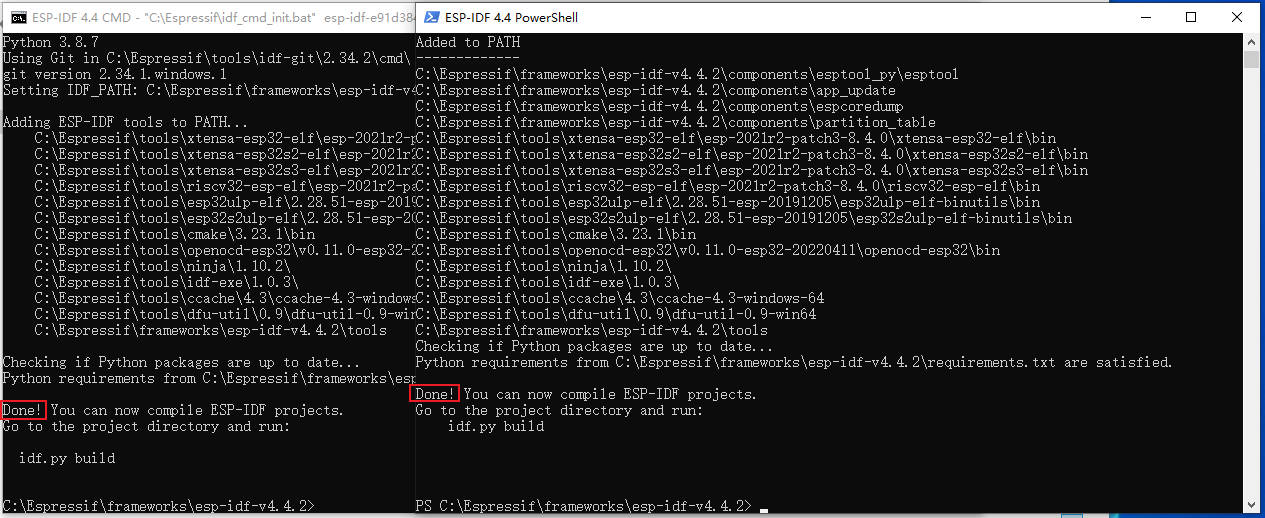 ESP-IDF 4.4 CMD - "C:\Espressif\idf_cmd_init.bat" esp-idf-e91d384
Python 3.8.7
Using Git in C:\Espressif\tools\idf-git\2.34.2\cmd\
git version 2.34.1.windows.1
Setting IDF_PATH: C:\Espressif\frameworks\esp-idf-v4
Adding ESP-IDF tools to PATH...
C:\Espressif\tools\xtensa-esp32-elf\esp-2021r2-p
C:\Espressif\tools\xtensa-esp32s2-elf\esp-2021r2
C:\Espressif\tools\xtensa-esp32s3-elf\esp-2021r2
C:\Espressif\tools\riscv32-esp-elf\esp-2021r2-pa
C:\Espressif\tools\esp32ulp-elf\2.28.51-esp-2019
C:\Espressif\tools\esp32s2ulp-elf\2.28.51-esp-20
C:\Espressif\tools\cmake\3.23.1\bin
C:\Espressif\tools\openocd-esp32\v0.11.0-esp32-2
C:\Espressif\tools\ninja\1.10.2\
C:\Espressif\tools\idf-exe\1.0.3\
C:\Espressif\tools\ccache\4.3\ccache-4.3-windows
C:\Espressif\tools\dfu-util\0.9\dfu-util-0.9-win
C:\Espressif\frameworks\esp-idf-v4.4.2\tools
Checking if Python packages are up to date...
Python requirements from C:\Espressif\frameworks\esp
Done! You can now compile ESP-IDF projects.
Go to the project directory and run:
idf.py build
C:\Espressif\frameworks\esp-idf-v4.4.2>
ESP-IDF 4.4 PowerShell
Added to PATH
-------------
C:\Espressif\frameworks\esp-idf-v4.4.2\components\esptool_py\esptool
C:\Espressif\frameworks\esp-idf-v4.4.2\components\app_update
C:\Espressif\frameworks\esp-idf-v4.4.2\components\espcoredump
C:\Espressif\frameworks\esp-idf-v4.4.2\components\partition_table
C:\Espressif\tools\xtensa-esp32-elf\esp-2021r2-patch3-8.4.0\xtensa-esp32-elf\bin
C:\Espressif\tools\xtensa-esp32s2-elf\esp-2021r2-patch3-8.4.0\xtensa-esp32s2-elf\bin
C:\Espressif\tools\xtensa-esp32s3-elf\esp-2021r2-patch3-8.4.0\xtensa-esp32s3-elf\bin
C:\Espressif\tools\riscv32-esp-elf\esp-2021r2-patch3-8.4.0\riscv32-esp-elf\bin
C:\Espressif\tools\esp32ulp-elf\2.28.51-esp-20191205\esp32ulp-elf-binutils\bin
C:\Espressif\tools\esp32s2ulp-elf\2.28.51-esp-20191205\esp32s2ulp-elf-binutils\bin
C:\Espressif\tools\cmake\3.23.1\bin
C:\Espressif\tools\openocd-esp32\v0.11.0-esp32-20220411\openocd-esp32\bin
C:\Espressif\tools\ninja\1.10.2\
C:\Espressif\tools\idf-exe\1.0.3\
C:\Espressif\tools\ccache\4.3\ccache-4.3-windows-64
C:\Espressif\tools\dfu-util\0.9\dfu-util-0.9-win64
C:\Espressif\frameworks\esp-idf-v4.4.2\tools
Checking if Python packages are up to date...
Python requirements from C:\Espressif\frameworks\esp-idf-v4.4.2\requirements.txt are satisfied.
Done! You can now compile ESP-IDF projects.
Go to the project directory and run:
idf.py build
PS C:\Espressif\frameworks\esp-idf-v4.4.2>